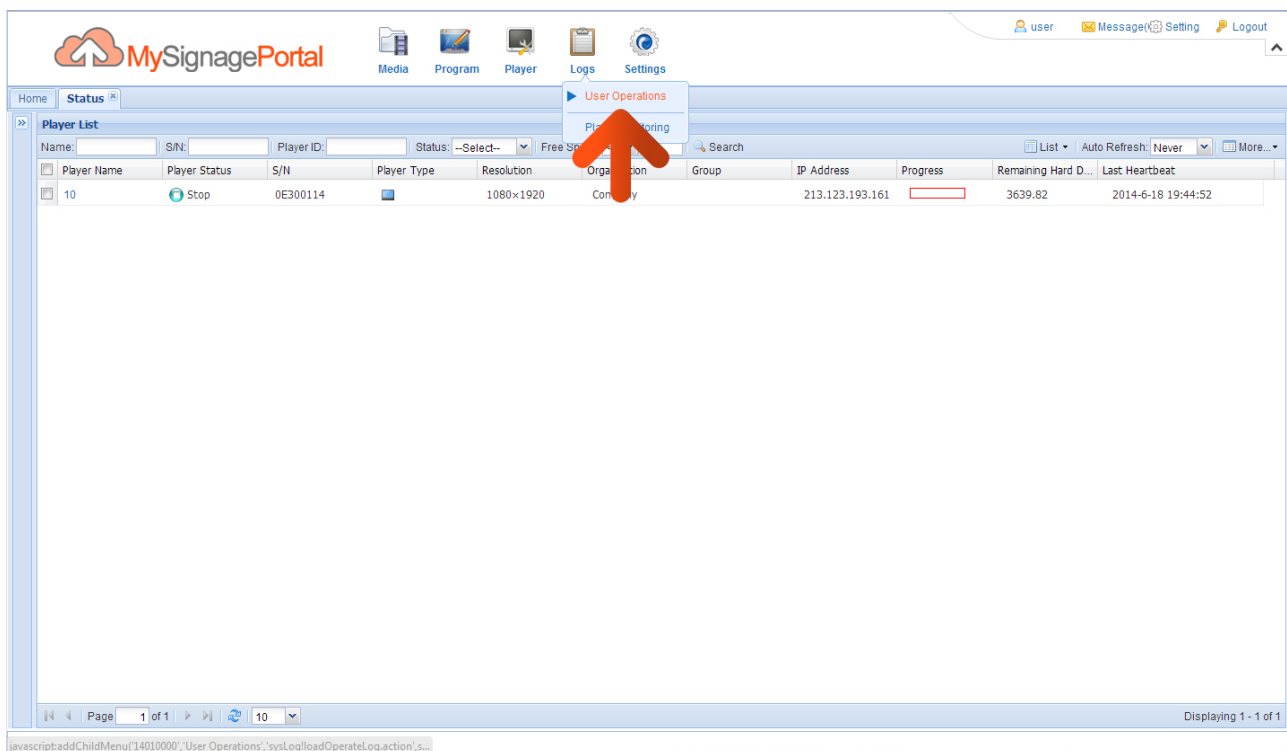 user Message( Setting Logout
MySignagePortal
Media Program Player Logs Settings
Home Status
User Operations
Player List
Name: S/N: Player ID: Status: --Select-- Free Search List Auto Refresh: Never More...
Player Name Player Status S/N Player Type Resolution Group IP Address Progress Remaining Hard D... Last Heartbeat
10 Stop 0E300114 1080×1920 213.123.193.161 3639.82 2014-6-18 19:44:52
Page 1 of 1 10 Displaying 1 - 1 of 1
javascript:addChildMenu('14010000','User Operations','sysLog!loadOperateLog.action',s...